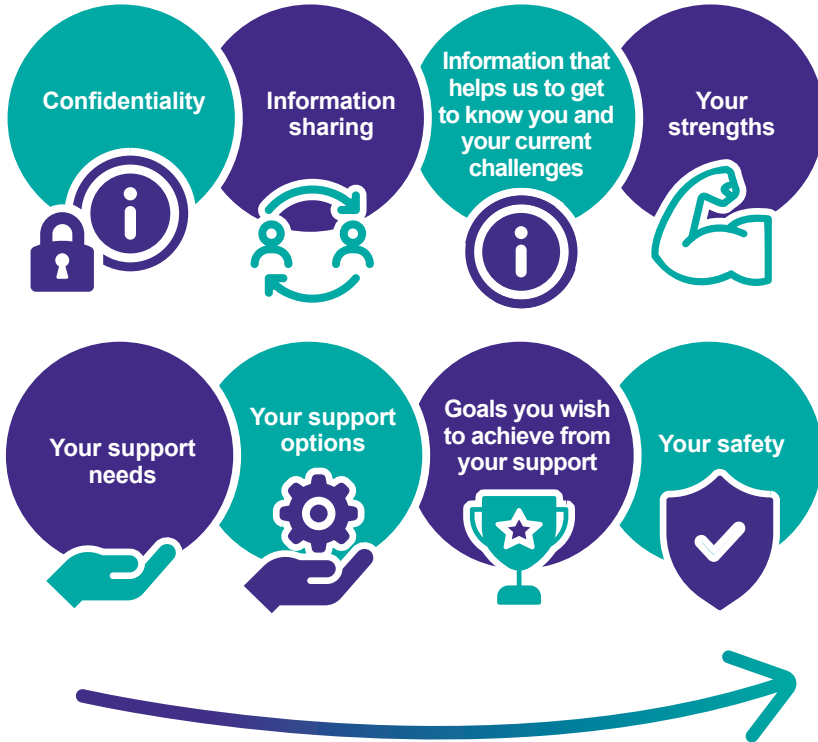 Confidentiality
Information
sharing
Information that
helps us to get
to know you and
your current
challenges
Your
strengths
Your support
needs
Your support
options
Goals you wish
to achieve from
your support
Your safety